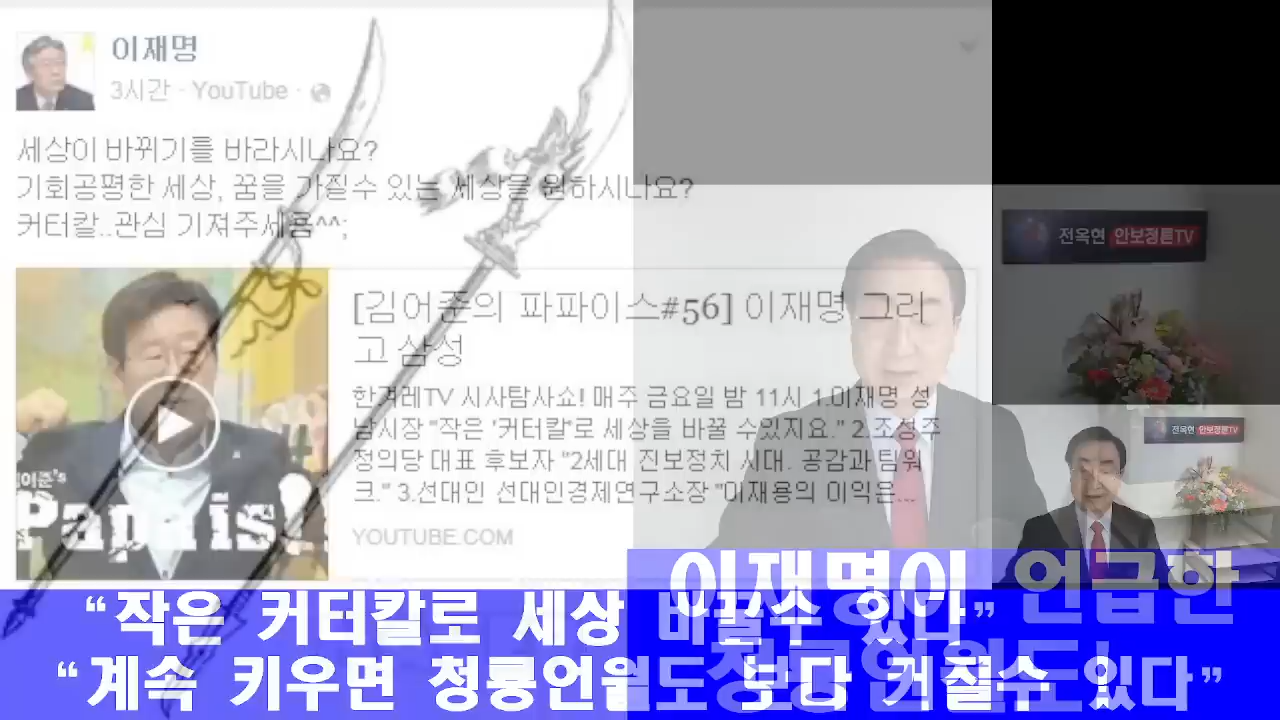 이재명
3시간 · YouTube ·
세상이 바뀌기를 바라시나요?
기회공평한 세상, 꿈을 가질수 있는 세상을 원하시나요?
커터칼..관심 가져주세욤^^;
[김어준의 파파이스#56] 이재명 그리
고 삼성
한겨레TV 시사탐사쇼! 매주 금요일 밤 11시 1.이재명 성
남시장 "작은 '커터칼'로 세상을 바꿀 수있지요." 2.조성주
정의당 대표 후보자 "2세대 진보정치 시대. 공감과 팀워
크." 3.선대인 선대인경제연구소장 "이재용의 이익은...
YOUTUBE.COM
Papa is!
전옥현 안보정론TV
전옥현 안보정론TV
이재명이 언급한
청룡언월도!
“작은 커터칼로 세상 바꿀수 있다”
“계속 키우면 청룡언월도 보다 커질수 있다”